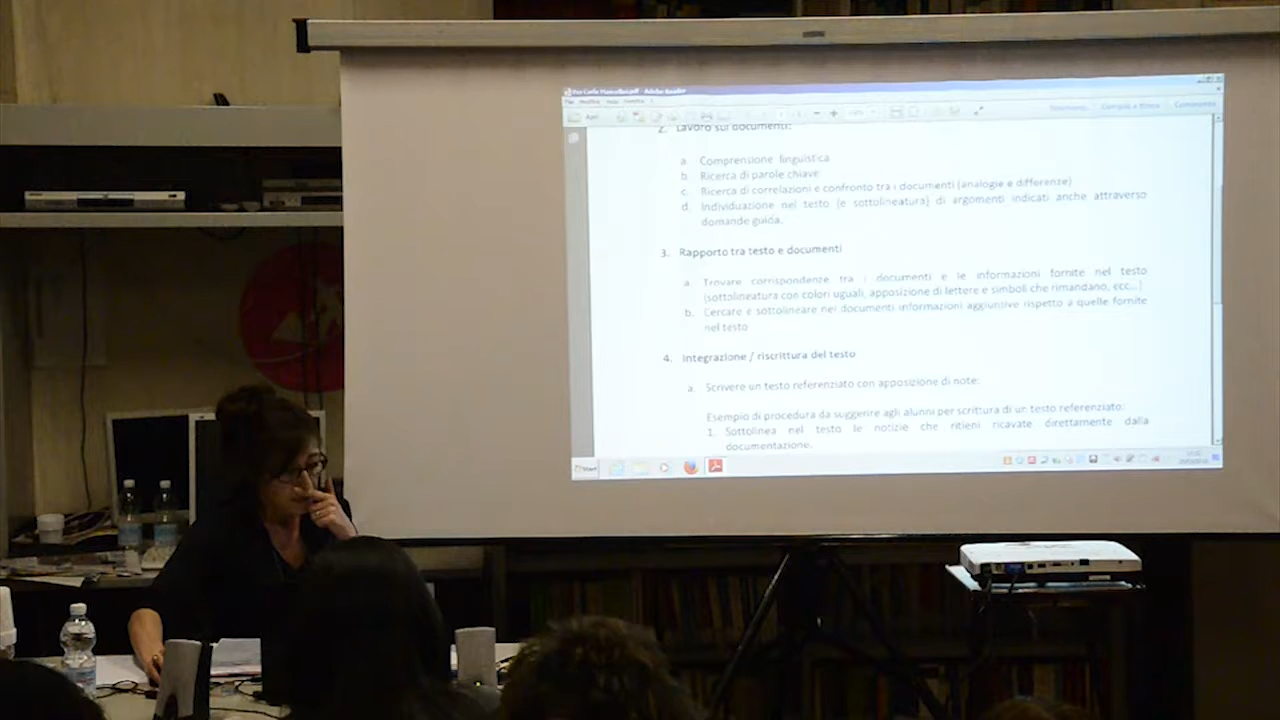 - Adobe Reader
2. Lavoro sui documenti:
a. Comprensione linguistica
b. Ricerca di parole chiave
c. Ricerca di correlazioni e confronto tra i documenti (analogie e differenze)
d. Individuazione nel testo (e sottolineatura) di argomenti indicati anche attraverso
domande guida.
3. Rapporto tra testo e documenti
a. Trovare corrispondenze tra i documenti e le informazioni fornite nel testo
(sottolineatura con colori uguali, apposizione di lettere e simboli che rimandano, ecc...)
b. Cercare e sottolineare nei documenti informazioni aggiuntive rispetto a quelle fornite
nel testo
4. Integrazione / riscrittura del testo
a. Scrivere un testo referenziato con apposizione di note:
Esempio di procedura da suggerire agli alunni per scrittura di un testo referenziato:
1. Sottolinea nel testo le notizie che ritieni ricavate direttamente dalla
documentazione.
Start